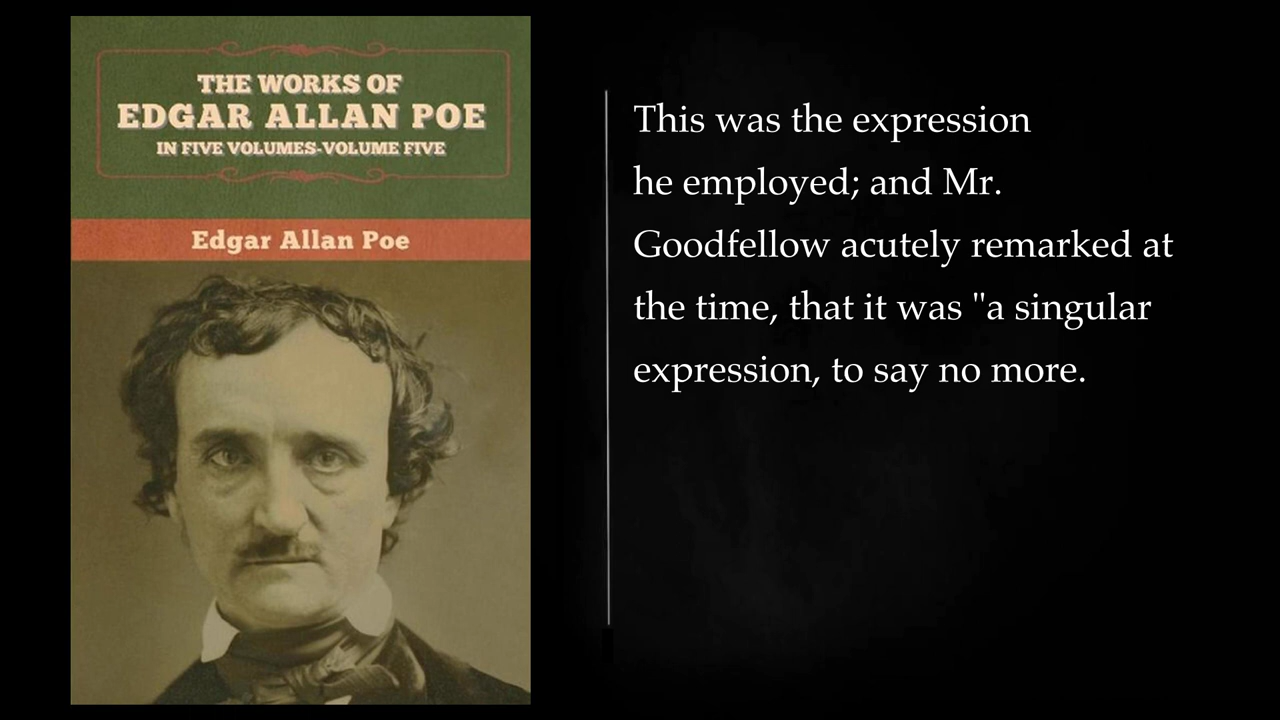 THE WORKS OF
EDGAR ALLAN POE
IN FIVE VOLUMES-VOLUME FIVE
Edgar Allan Poe
This was the expression
he employed; and Mr.
Goodfellow acutely remarked at
the time, that it was "a singular
expression, to say no more.